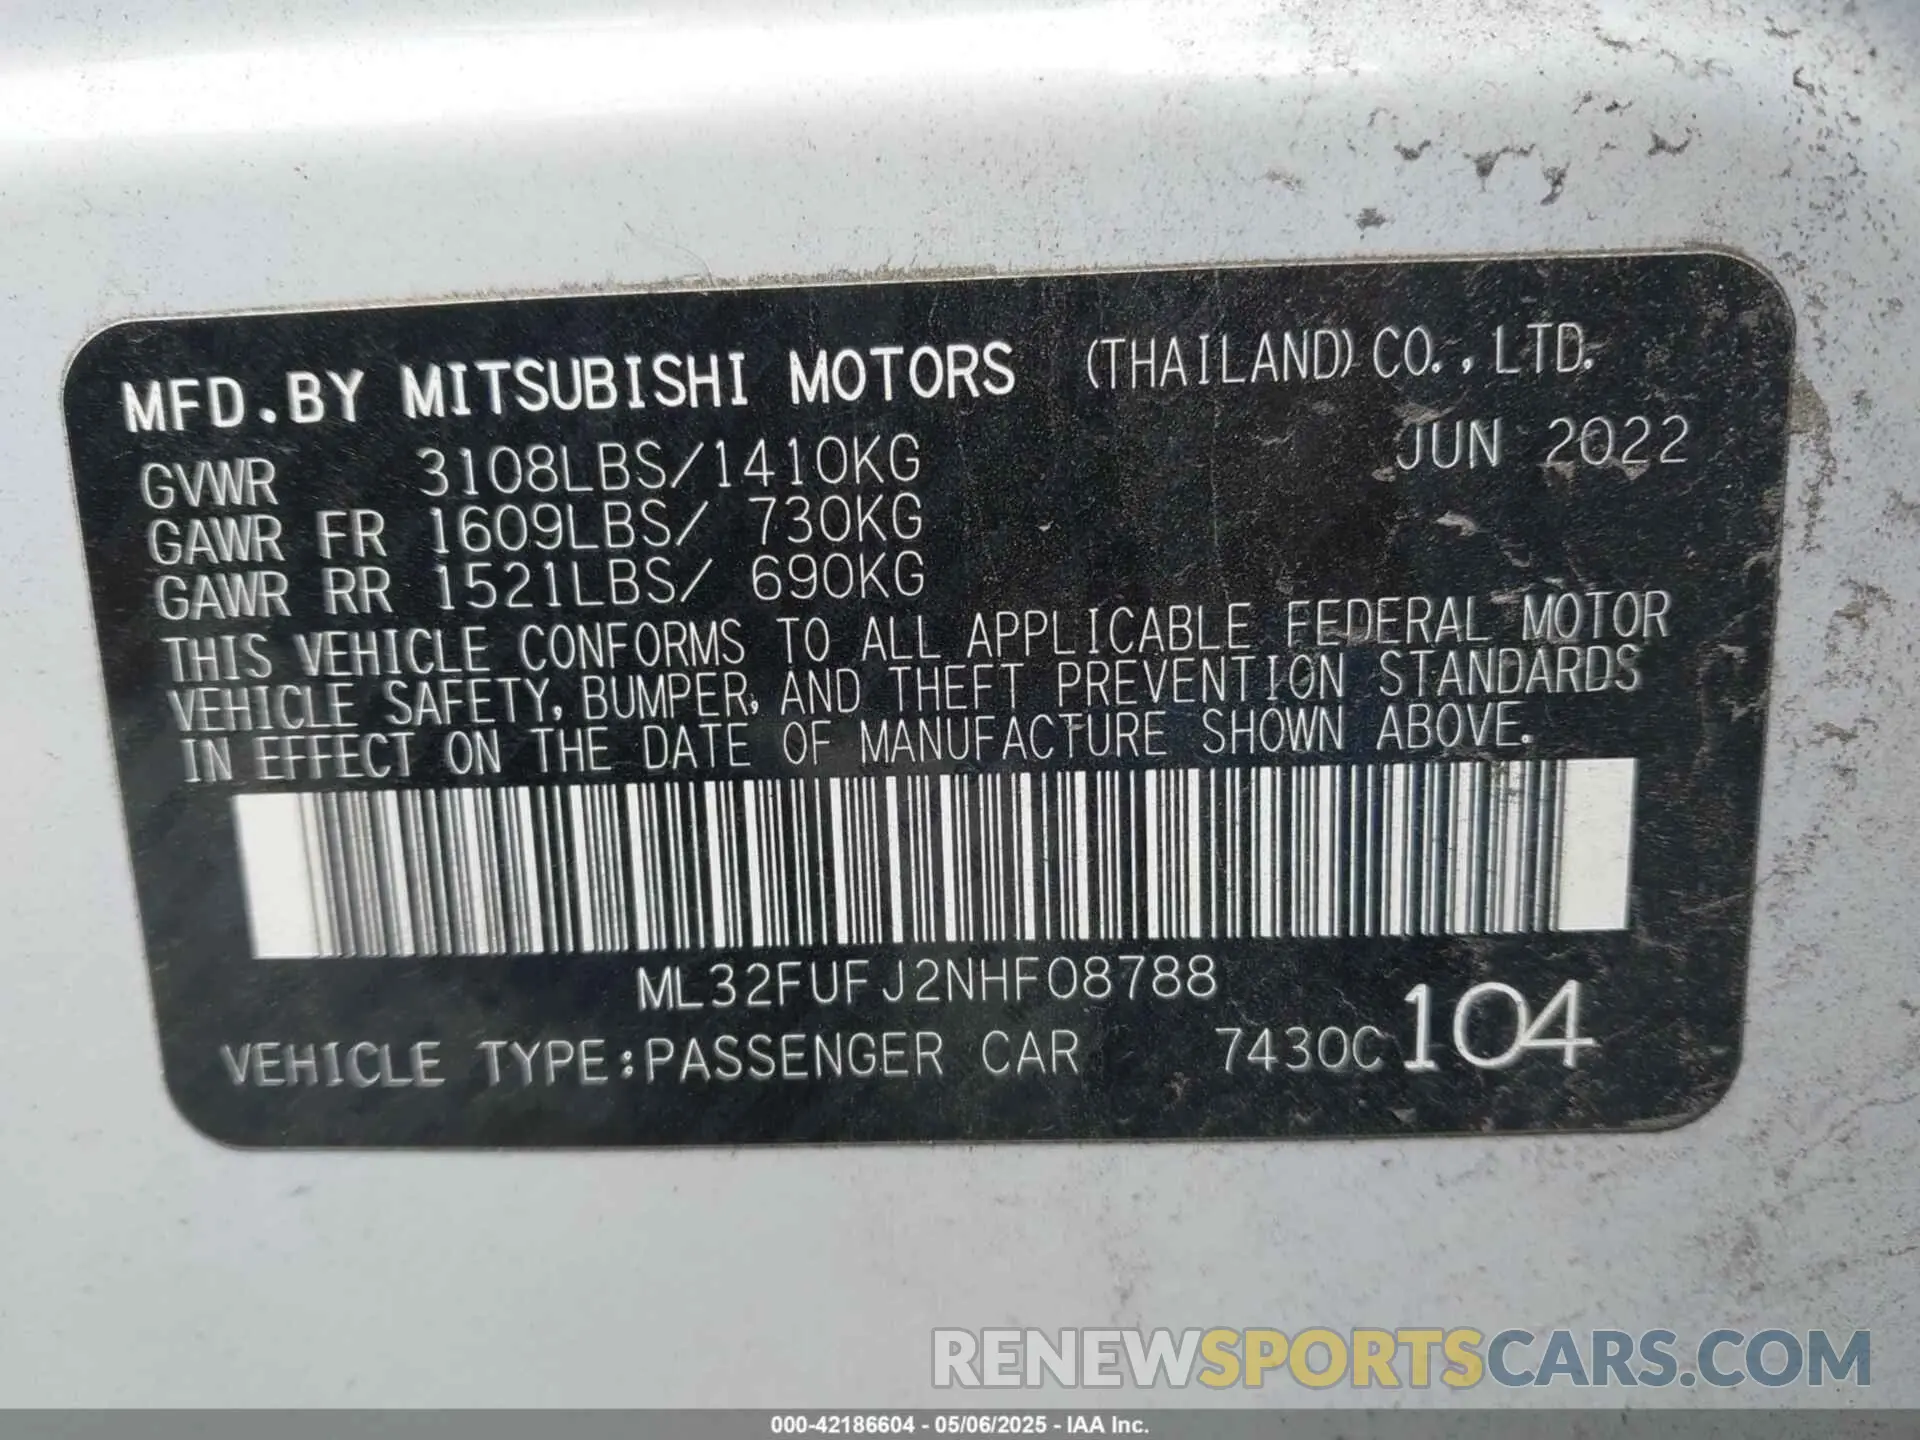 MFD.BY MITSUBISHI MOTORS (THAILAND) CO.,LTD.
GVWR 3108LBS/1410KG JUN 2022
GAWR FR 1609LBS/ 730KG
GAWR RR 1521LBS/ 690KG
THIS VEHICLE CONFORMS TO ALL APPLICABLE FEDERAL MOTOR
VEHICLE SAFETY, BUMPER, AND THEFT PREVENTION STANDARDS
IN EFFECT ON THE DATE OF MANUFACTURE SHOWN ABOVE.
ML32FUFJ2NHF08788
VEHICLE TYPE:PASSENGER CAR 7430C 104
RENEWSPORTSCARS.COM
000-42186604 - 05/06/2025 - IAA Inc.